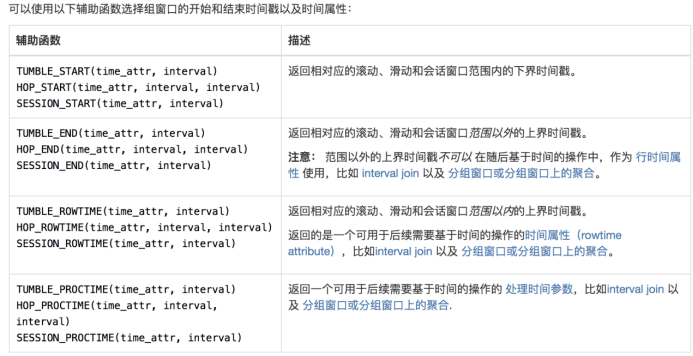 可以使用以下辅助函数选择组窗口的开始和结束时间戳以及时间属性：
辅助函数
描述
TUMBLE_START(time_attr, interval)
HOP_START(time_attr, interval, interval)
SESSION_START(time_attr, interval)
返回相对应的滚动、滑动和会话窗口范围内的下界时间戳。
TUMBLE_END(time_attr, interval)
HOP_END(time_attr, interval, interval)
SESSION_END(time_attr, interval)
返回相对应的滚动、滑动和会话窗口范围以外的上界时间戳。
注意： 范围以外的上界时间戳不可以 在随后基于时间的操作中，作为 行时间属
性 使用，比如 interval join 以及 分组窗口或分组窗口上的聚合。
TUMBLE_ROWTIME(time_attr, interval)
HOP_ROWTIME(time_attr, interval, interval)
SESSION_ROWTIME(time_attr, interval)
返回相对应的滚动、滑动和会话窗口范围以内的上界时间戳。
返回的是一个可用于后续需要基于时间的操作的时间属性（rowtime
attribute），比如interval join 以及 分组窗口或分组窗口上的聚合。
TUMBLE_PROCTIME(time_attr, interval)
HOP_PROCTIME(time_attr, interval,
interval)
SESSION_PROCTIME(time_attr, interval)
返回一个可用于后续需要基于时间的操作的 处理时间参数，比如interval join 以
及 分组窗口或分组窗口上的聚合.